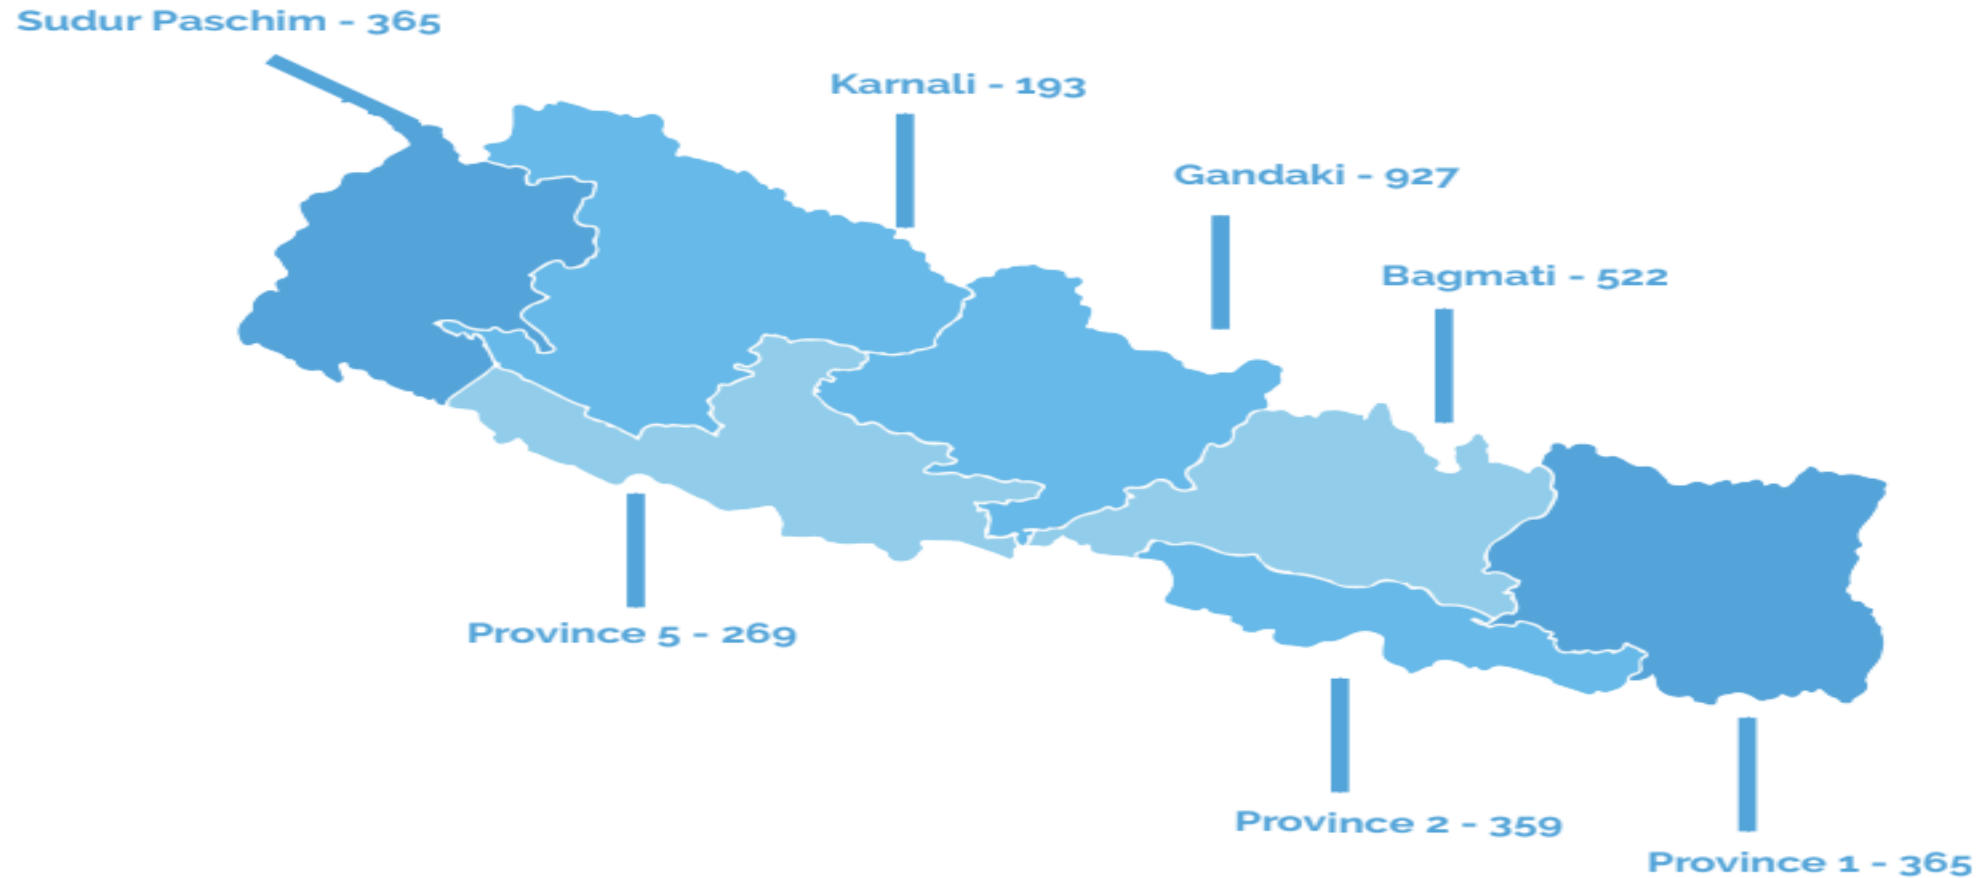 Sudur Paschim - 365
Karnali - 193
Gandaki - 927
Bagmati - 522
Province 5 - 269
Province 2 - 359
Province 1 - 365